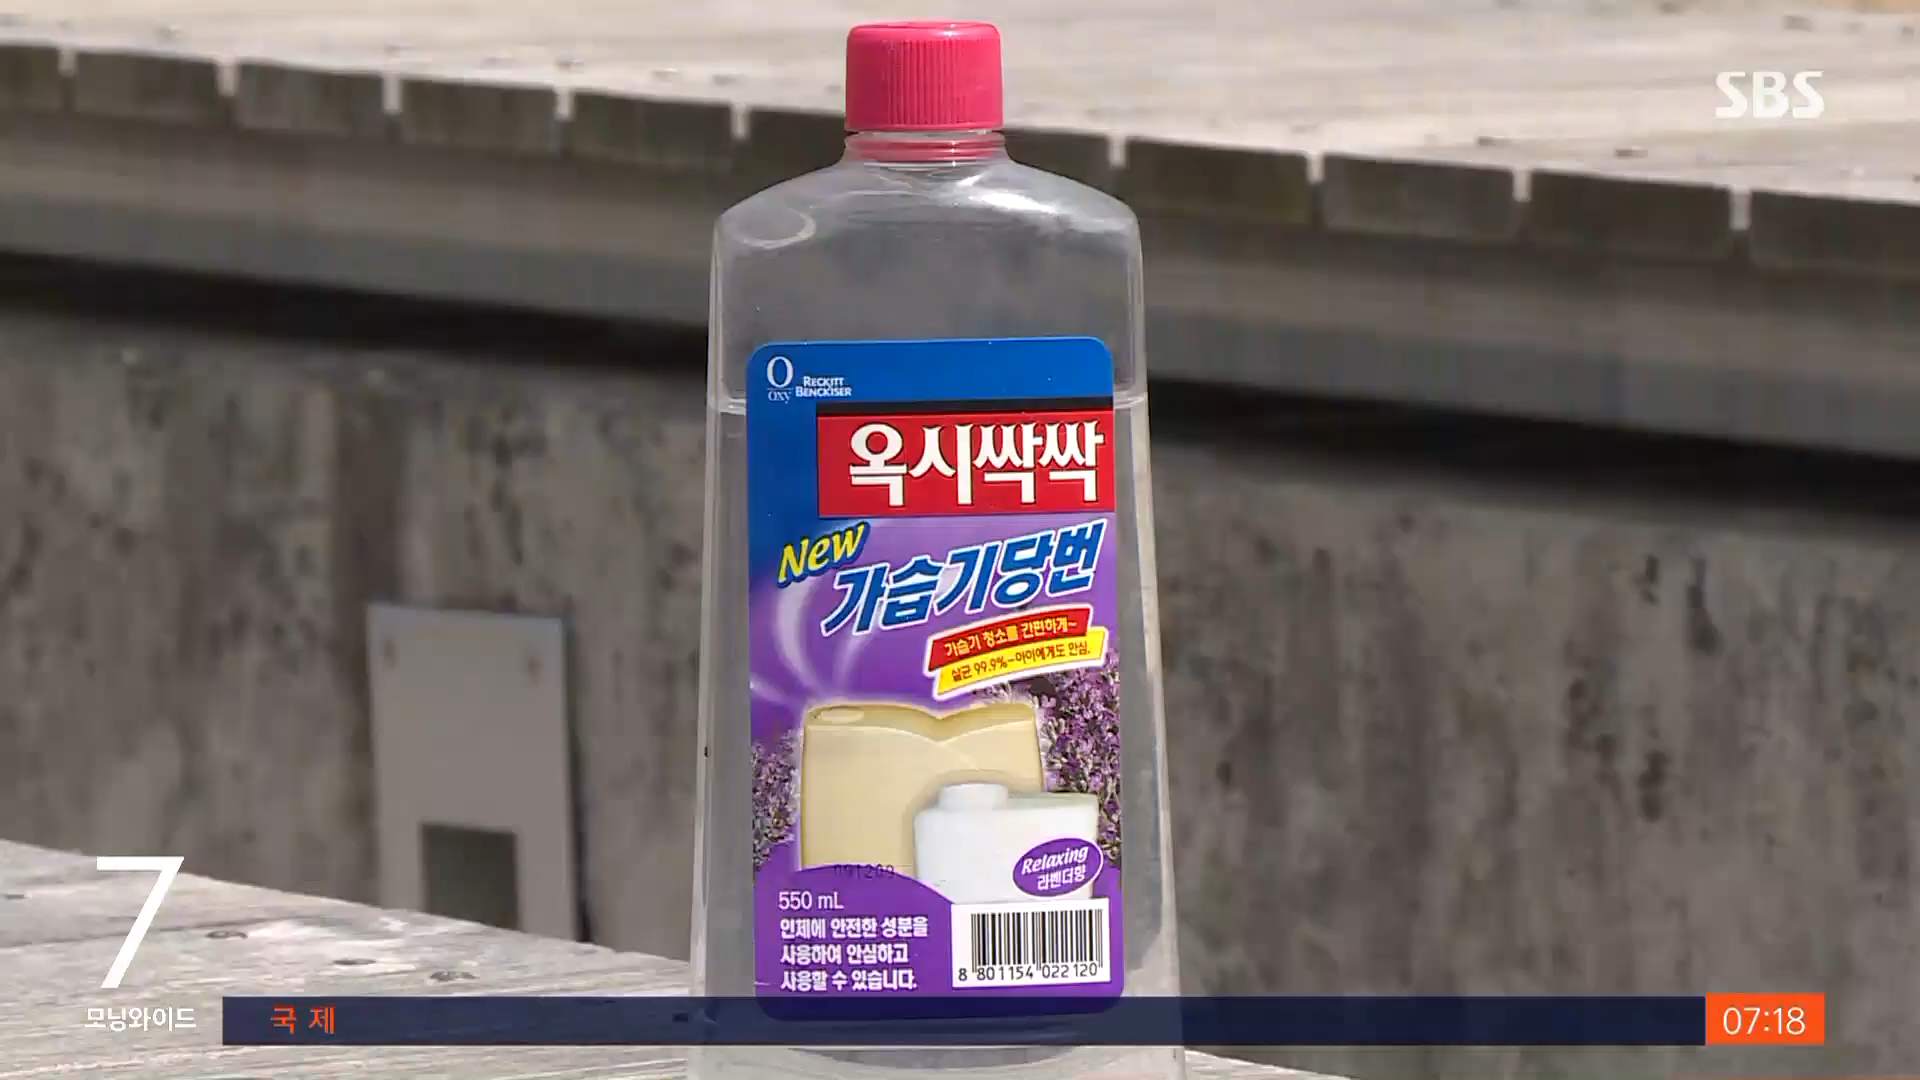 SBS
O
oxy
RECKITT
BENCKISER
옥시싹싹
New
가습기당번
가습기 청소를 간편하게~
살균 99.9%-아이에게도 안심.
Relaxing
라벤더향
091209
550 mL
인체에 안전한 성분을
사용하여 안심하고
사용할 수 있습니다.
8 801154 022120
7
모닝와이드
국 제
07:18